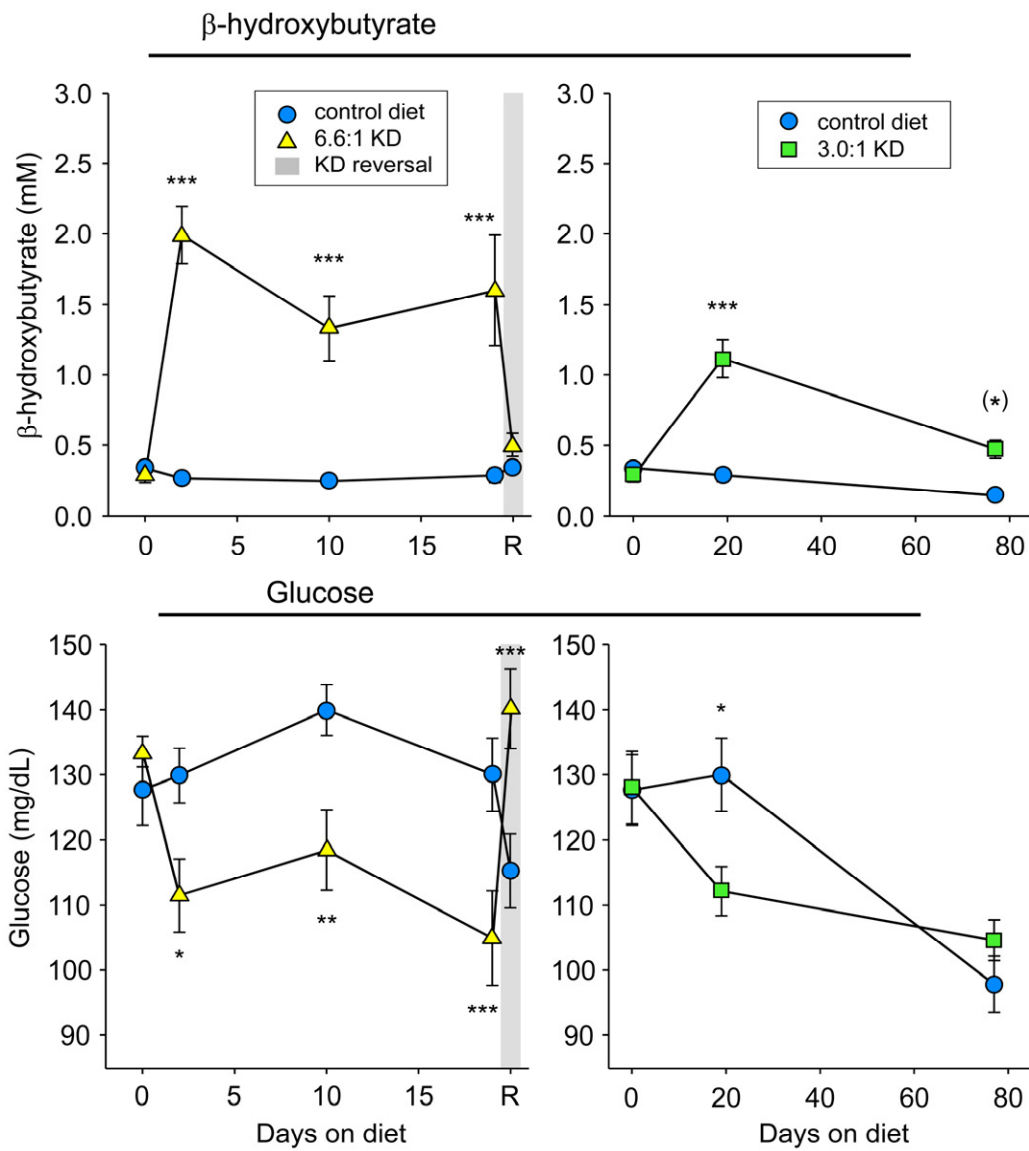 β-hydroxybutyrate
3.0
2.5
2.0
1.5
1.0
0.5
0.0
β-hydroxybutyrate (mM)
control diet
6.6:1 KD
KD reversal
***
***
***
0 5 10 15 R
3.0
2.5
2.0
1.5
1.0
0.5
0.0
control diet
3.0:1 KD
***
(*)
0 20 40 60 80
Glucose
150
140
130
120
110
100
90
Glucose (mg/dL)
***
*
**
***
0 5 10 15 R
Days on diet
150
140
130
120
110
100
90
*
0 20 40 60 80
Days on diet